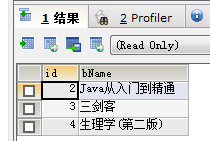 1 结果 2 Profiler
(Read Only)
id bName
2 Java从入门到精通
3 三剑客
4 生理学(第二版)